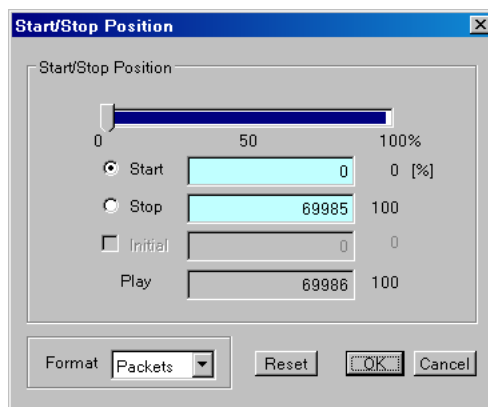 Start/Stop Position
Start/Stop Position
0 50 100%
Start 0 0 [%]
Stop 69985 100
Initial 0 0
Play 69986 100
Format Packets Reset OK Cancel